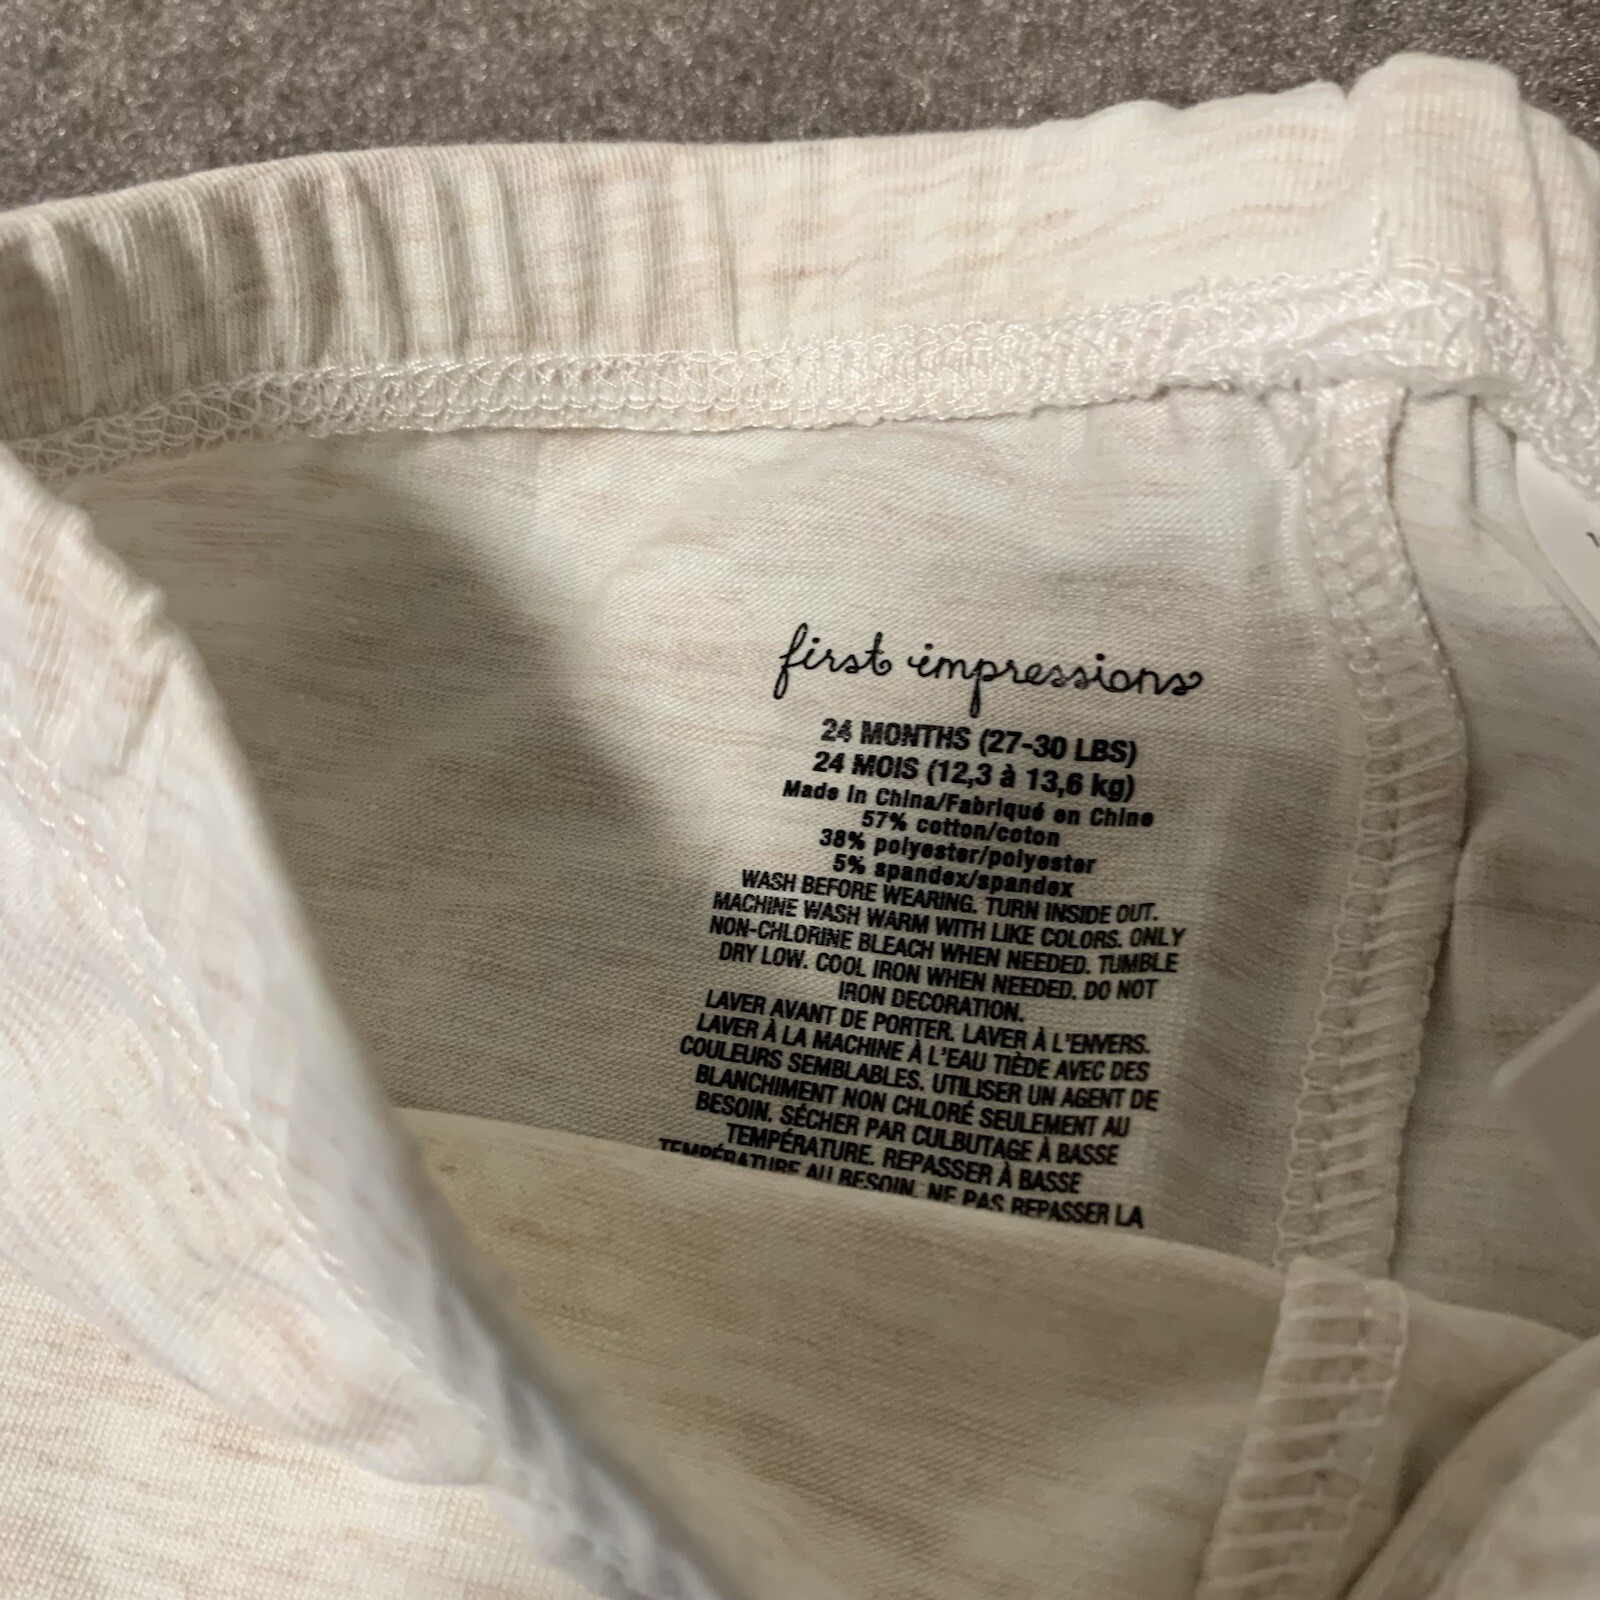 first impressions
24 MONTHS (27-30 LBS)
24 MOIS (12,3 à 13,6 kg)
Made in China/Fabriqué en Chine
57% cotton/coton
38% polyester/polyester
5% spandex/spandex
WASH BEFORE WEARING. TURN INSIDE OUT.
MACHINE WASH WARM WITH LIKE COLORS. ONLY
NON-CHLORINE BLEACH WHEN NEEDED. TUMBLE
DRY LOW. COOL IRON WHEN NEEDED. DO NOT
IRON DECORATION.
LAVER AVANT DE PORTER. LAVER À L'ENVERS.
LAVER À LA MACHINE À L'EAU TIÈDE AVEC DES
COULEURS SEMBLABLES. UTILISER UN AGENT DE
BLANCHIMENT NON CHLORÉ SEULEMENT AU
BESOIN. SÉCHER PAR CULBUTAGE À BASSE
TEMPÉRATURE. REPASSER À BASSE
TEMPÉRATURE AU BESOIN. NE PAS REPASSER LA